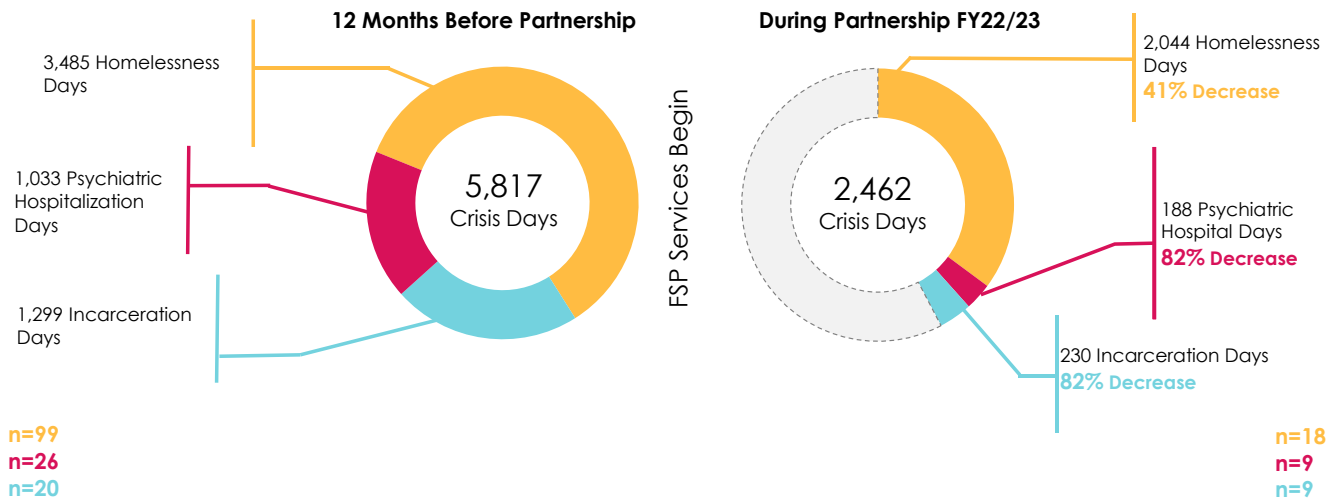 12 Months Before Partnership
3,485 Homelessness
Days
1,033 Psychiatric
Hospitalization
Days
1,299 Incarceration
Days
5,817
Crisis Days
n=99
n=26
n=20
FSP Services Begin
During Partnership FY22/23
2,044 Homelessness
Days
41% Decrease
2,462
Crisis Days
188 Psychiatric
Hospital Days
82% Decrease
230 Incarceration Days
82% Decrease
n=18
n=9
n=9